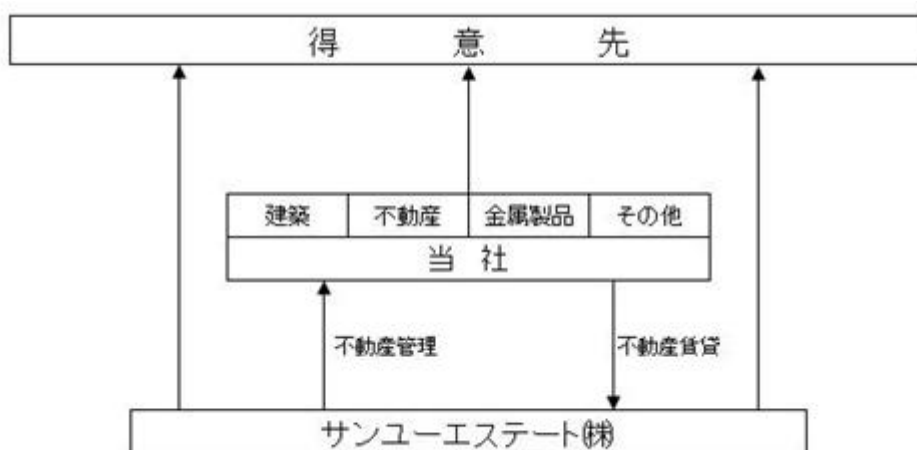 得意先
建築 不動産 金属製品 その他
当社
不動産管理 不動産賃貸
サンユーエステート㈱